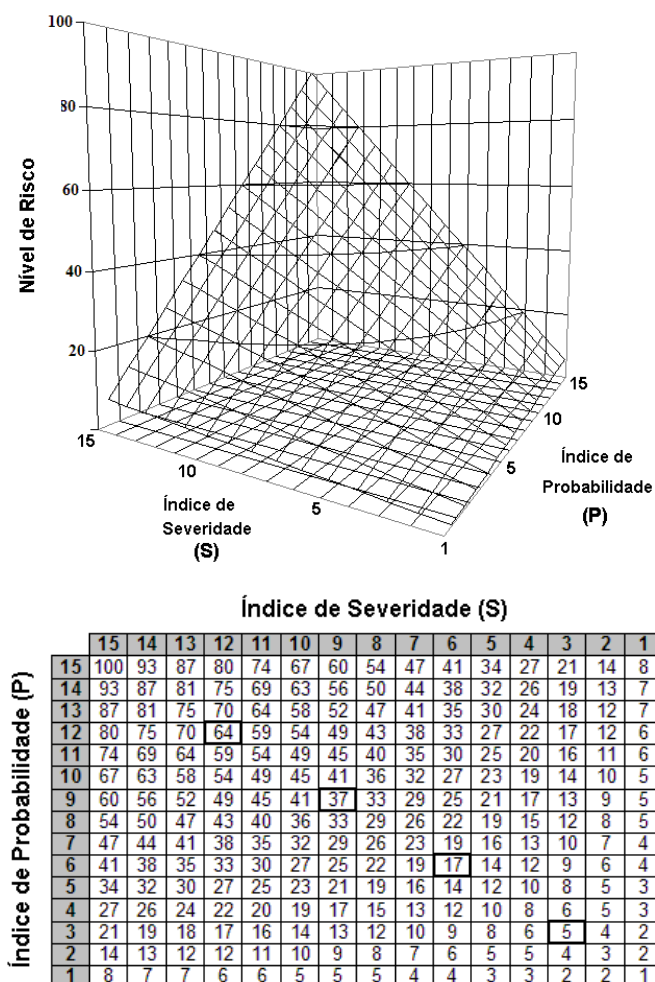 100
80
60
40
20
Nível de Risco
15
10
5
1
Índice de
Severidade
(S)
15
10
5
Índice de
Probabilidade
(P)
Índice de Severidade (S)
Índice de Probabilidade (P)
15 14 13 12 11 10 9 8 7 6 5 4 3 2 1
15 100 93 87 80 74 67 60 54 47 41 34 27 21 14 8
14 93 87 81 75 69 63 56 50 44 38 32 26 19 13 7
13 87 81 75 70 64 58 52 47 41 35 30 24 18 12 7
12 80 75 70 64 59 54 49 43 38 33 27 22 17 12 6
11 74 69 64 59 54 49 45 40 35 30 25 20 16 11 6
10 67 63 58 54 49 45 41 36 32 27 23 19 14 10 5
9 60 56 52 49 45 41 37 33 29 25 21 17 13 9 5
8 54 50 47 43 40 36 33 29 26 22 19 15 12 8 5
7 47 44 41 38 35 32 29 26 23 19 16 13 10 7 4
6 41 38 35 33 30 27 25 22 19 17 14 12 9 6 4
5 34 32 30 27 25 23 21 19 16 14 12 10 8 5 3
4 27 26 24 22 20 19 17 15 13 12 10 8 6 5 3
3 21 19 18 17 16 14 13 12 10 9 8 6 5 4 2
2 14 13 12 12 11 10 9 8 7 6 5 5 4 3 2
1 8 7 7 6 6 5 5 5 4 4 3 3 2 2 1